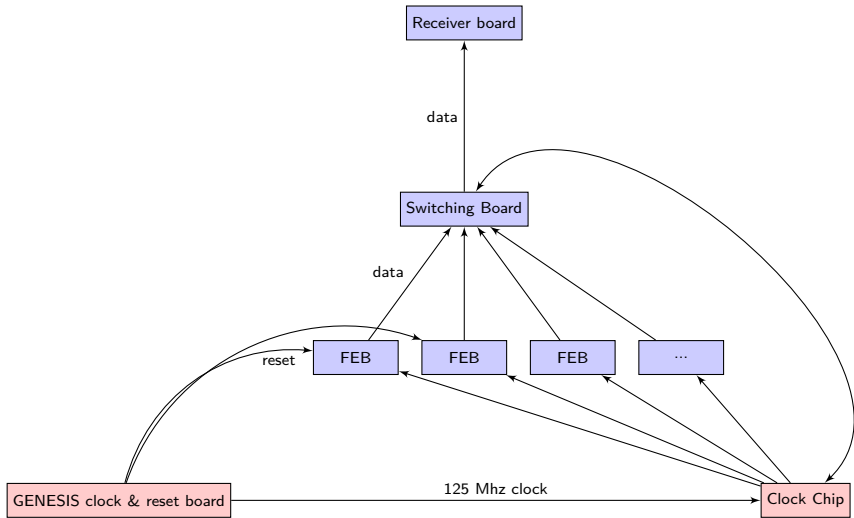 Receiver board
data
Switching Board
data
reset
FEB
FEB
FEB
...
125 Mhz clock
GENESIS clock & reset board
Clock Chip